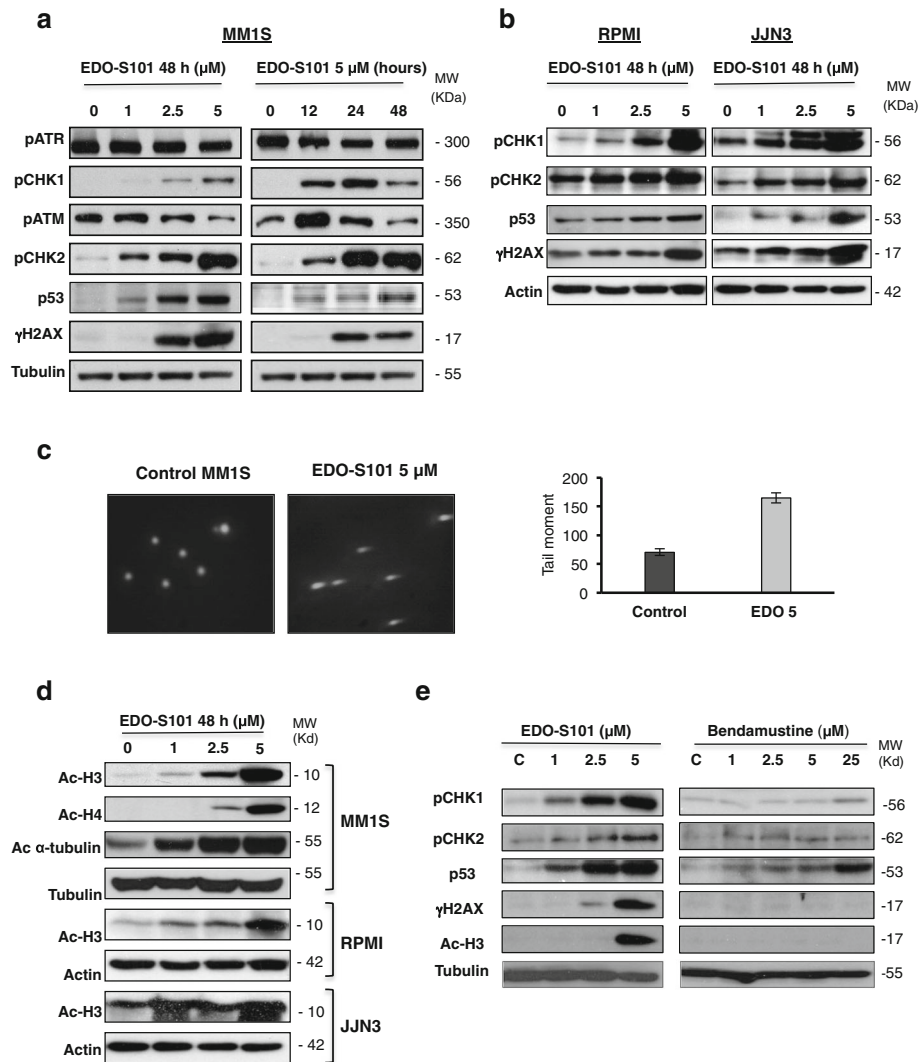 a
MM1S
EDO-S101 48 h (µM)
EDO-S101 5 µM (hours)
MW
(KDa)
0 1 2.5 5
0 12 24 48
pATR
- 300
pCHK1
- 56
pATM
- 350
pCHK2
- 62
p53
- 53
γH2AX
- 17
Tubulin
- 55
b
RPMI
JJN3
EDO-S101 48 h (µM)
EDO-S101 48 h (µM)
MW
(KDa)
0 1 2.5 5
0 1 2.5 5
pCHK1
- 56
pCHK2
- 62
p53
- 53
γH2AX
- 17
Actin
- 42
c
Control MM1S
EDO-S101 5 µM
Tail moment
200
150
100
50
0
Control
EDO 5
d
EDO-S101 48 h (µM)
MW
(Kd)
0 1 2.5 5
Ac-H3
- 10
Ac-H4
- 12
Ac α-tubulin
- 55
Tubulin
- 55
MM1S
Ac-H3
- 10
Actin
- 42
RPMI
Ac-H3
- 10
Actin
- 42
JJN3
e
EDO-S101 (µM)
Bendamustine (µM)
MW
(Kd)
C 1 2.5 5
C 1 2.5 5 25
pCHK1
-56
pCHK2
-62
p53
-53
γH2AX
-17
Ac-H3
-17
Tubulin
-55